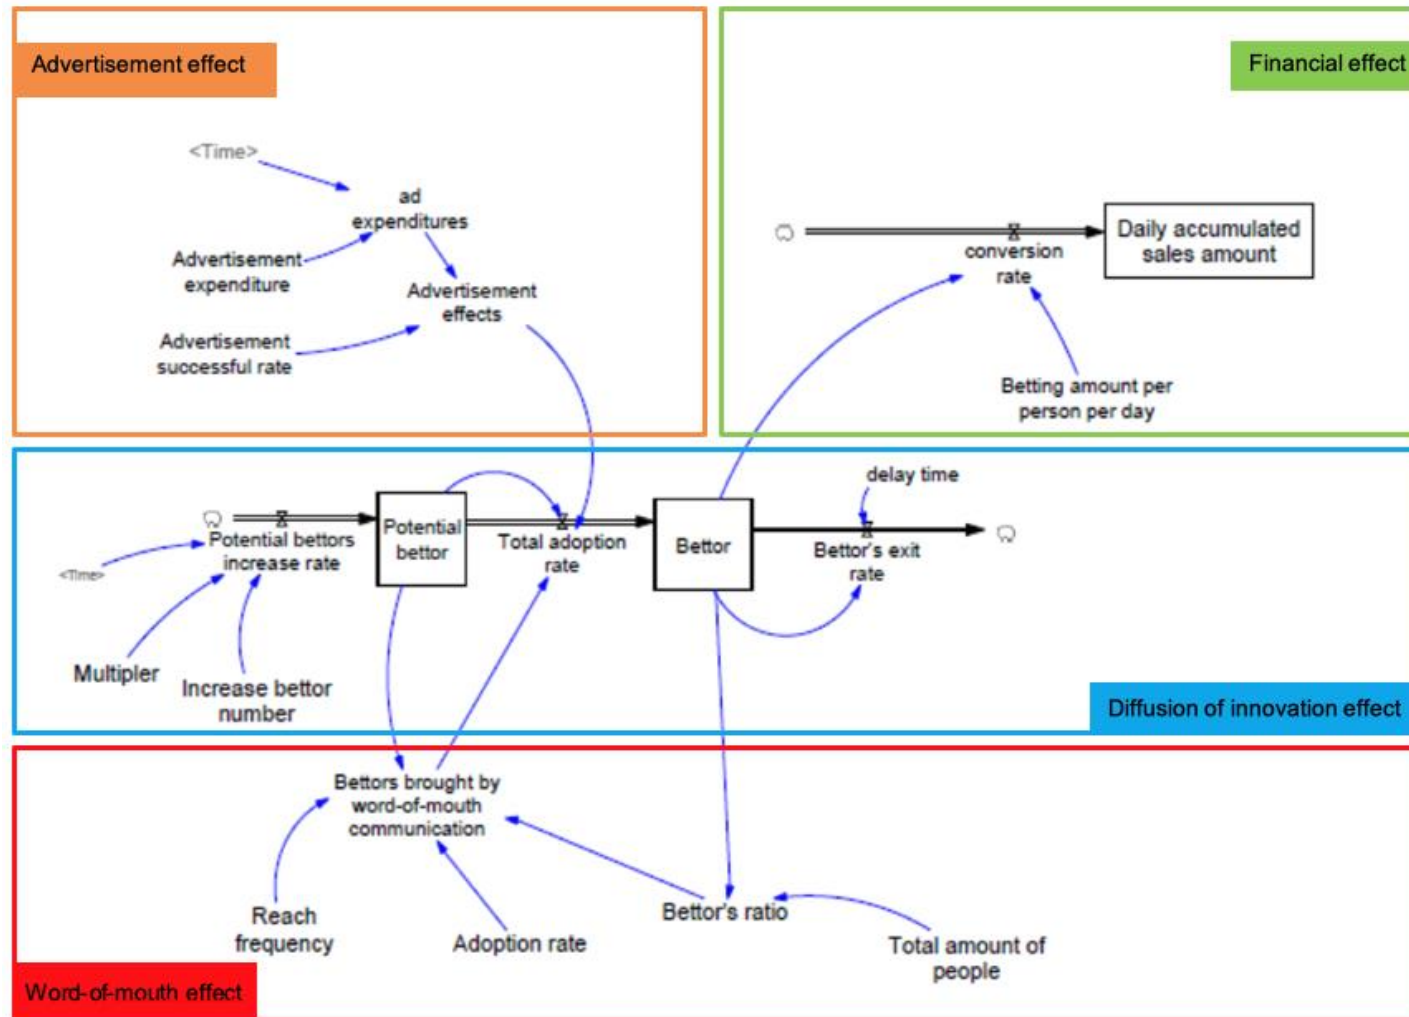 Advertisement effect
Financial effect
<Time>
ad
expenditures
Advertisement
expenditure
Advertisement
effects
Advertisement
successful rate
conversion
rate
Daily accumulated
sales amount
Betting amount per
person per day
delay time
Potential bettors
increase rate
Potential
bettor
Total adoption
rate
Bettor
Bettor's exit
rate
<Time>
Multipler
Increase bettor
number
Diffusion of innovation effect
Bettors brought by
word-of-mouth
communication
Reach
frequency
Adoption rate
Bettor's ratio
Total amount of
people
Word-of-mouth effect